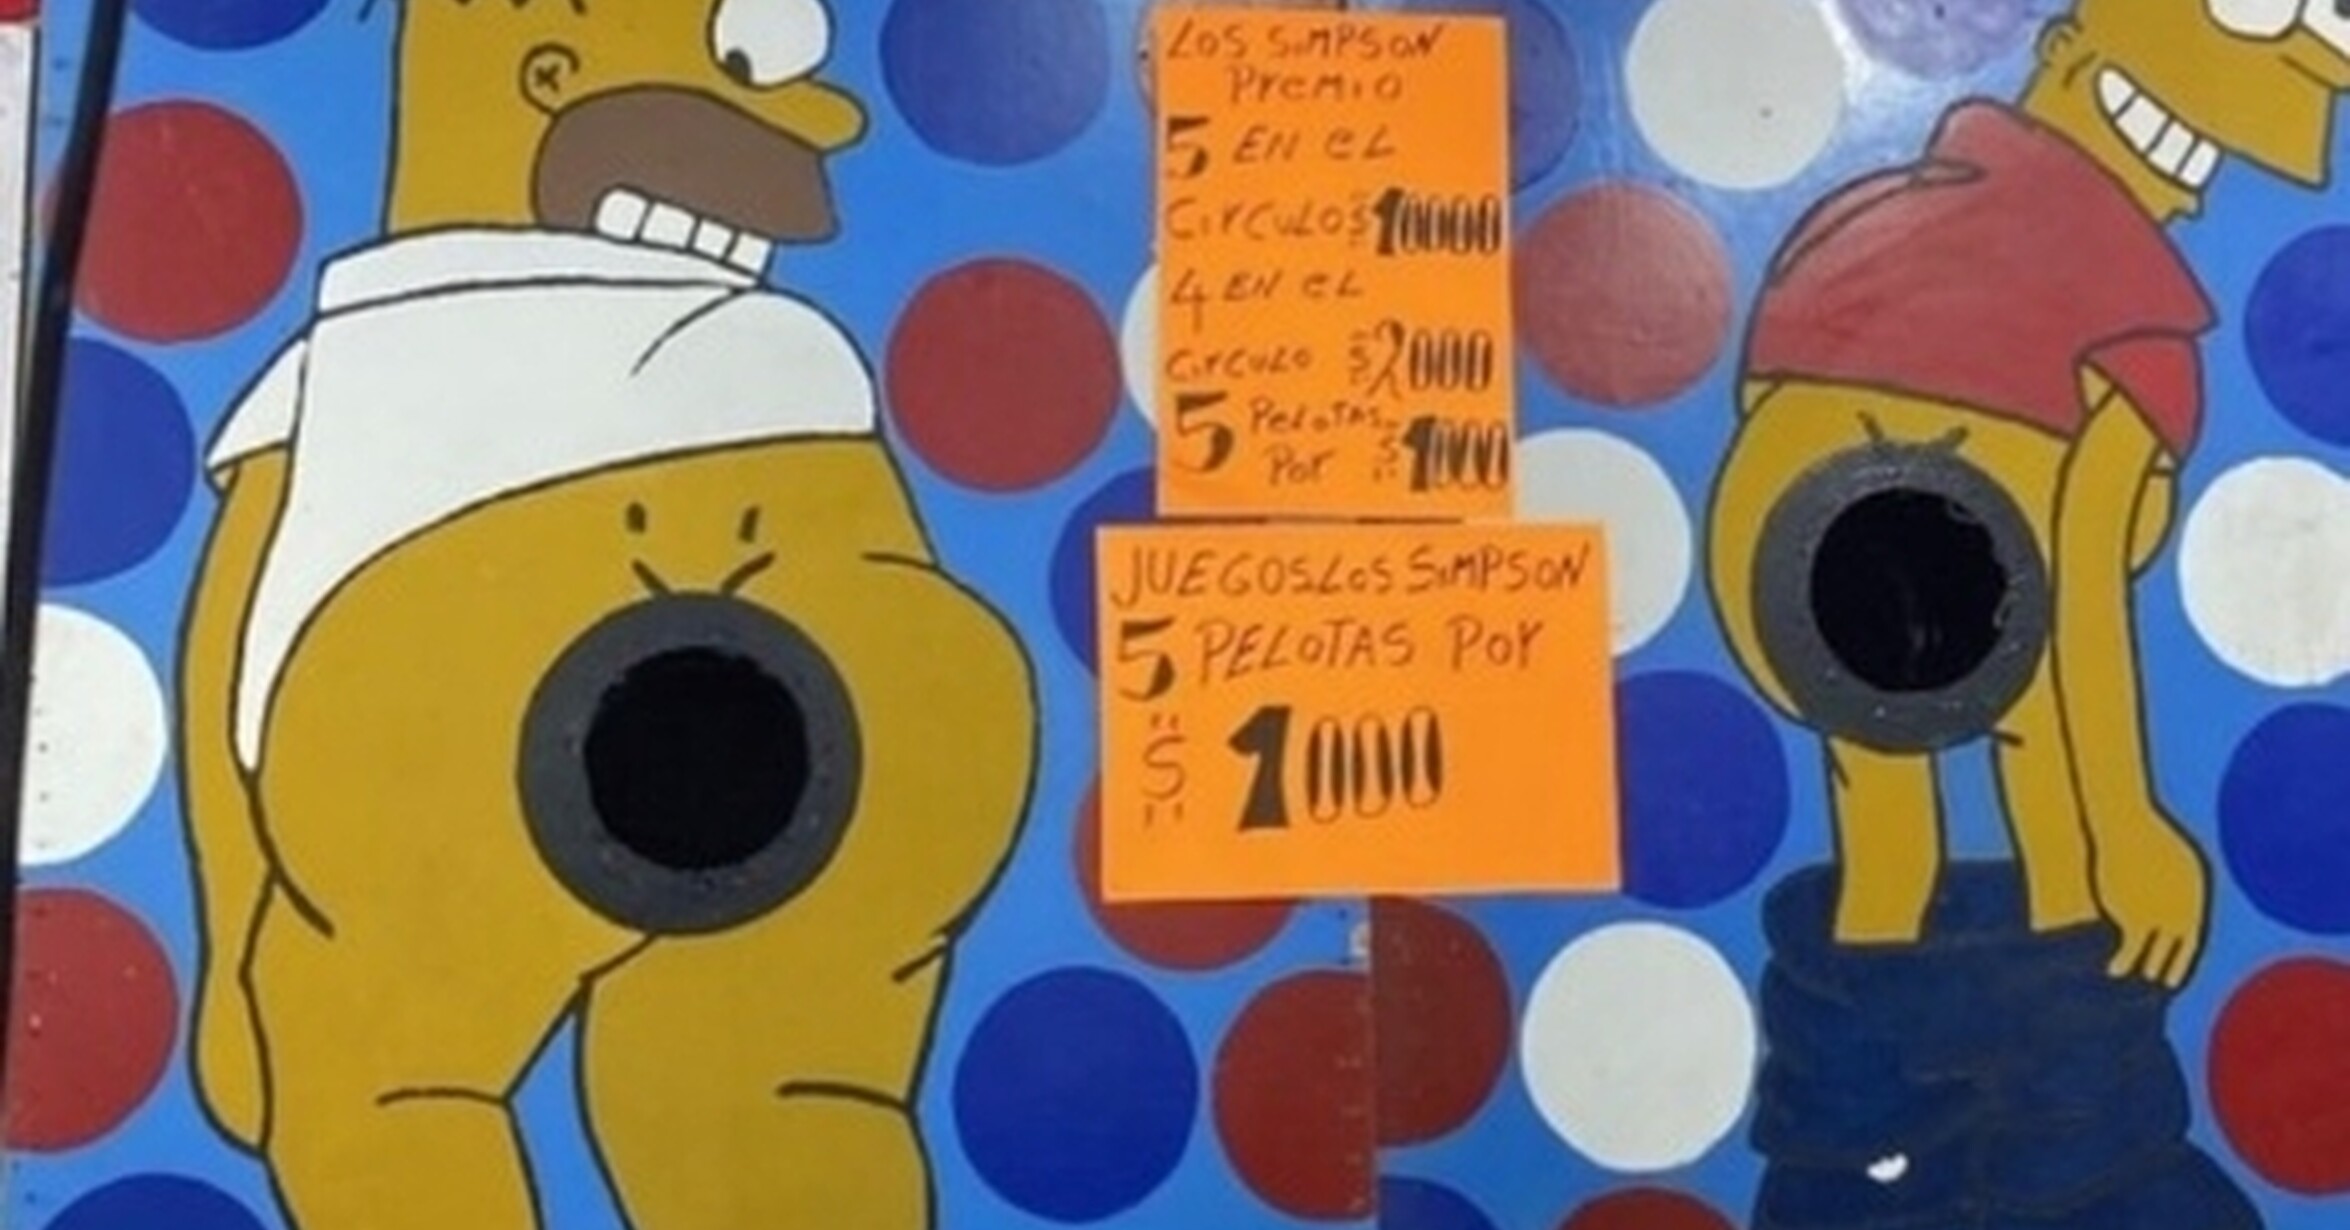 LOS SiMPSON
PremiO
5 EN eL
CirCULO $10000
4 EN eL
CirCULO $2000
5 PeLOTAS
Por $1000
JUEGOS LOS SiMPSON
5 PELOTAS POr
$ 1000